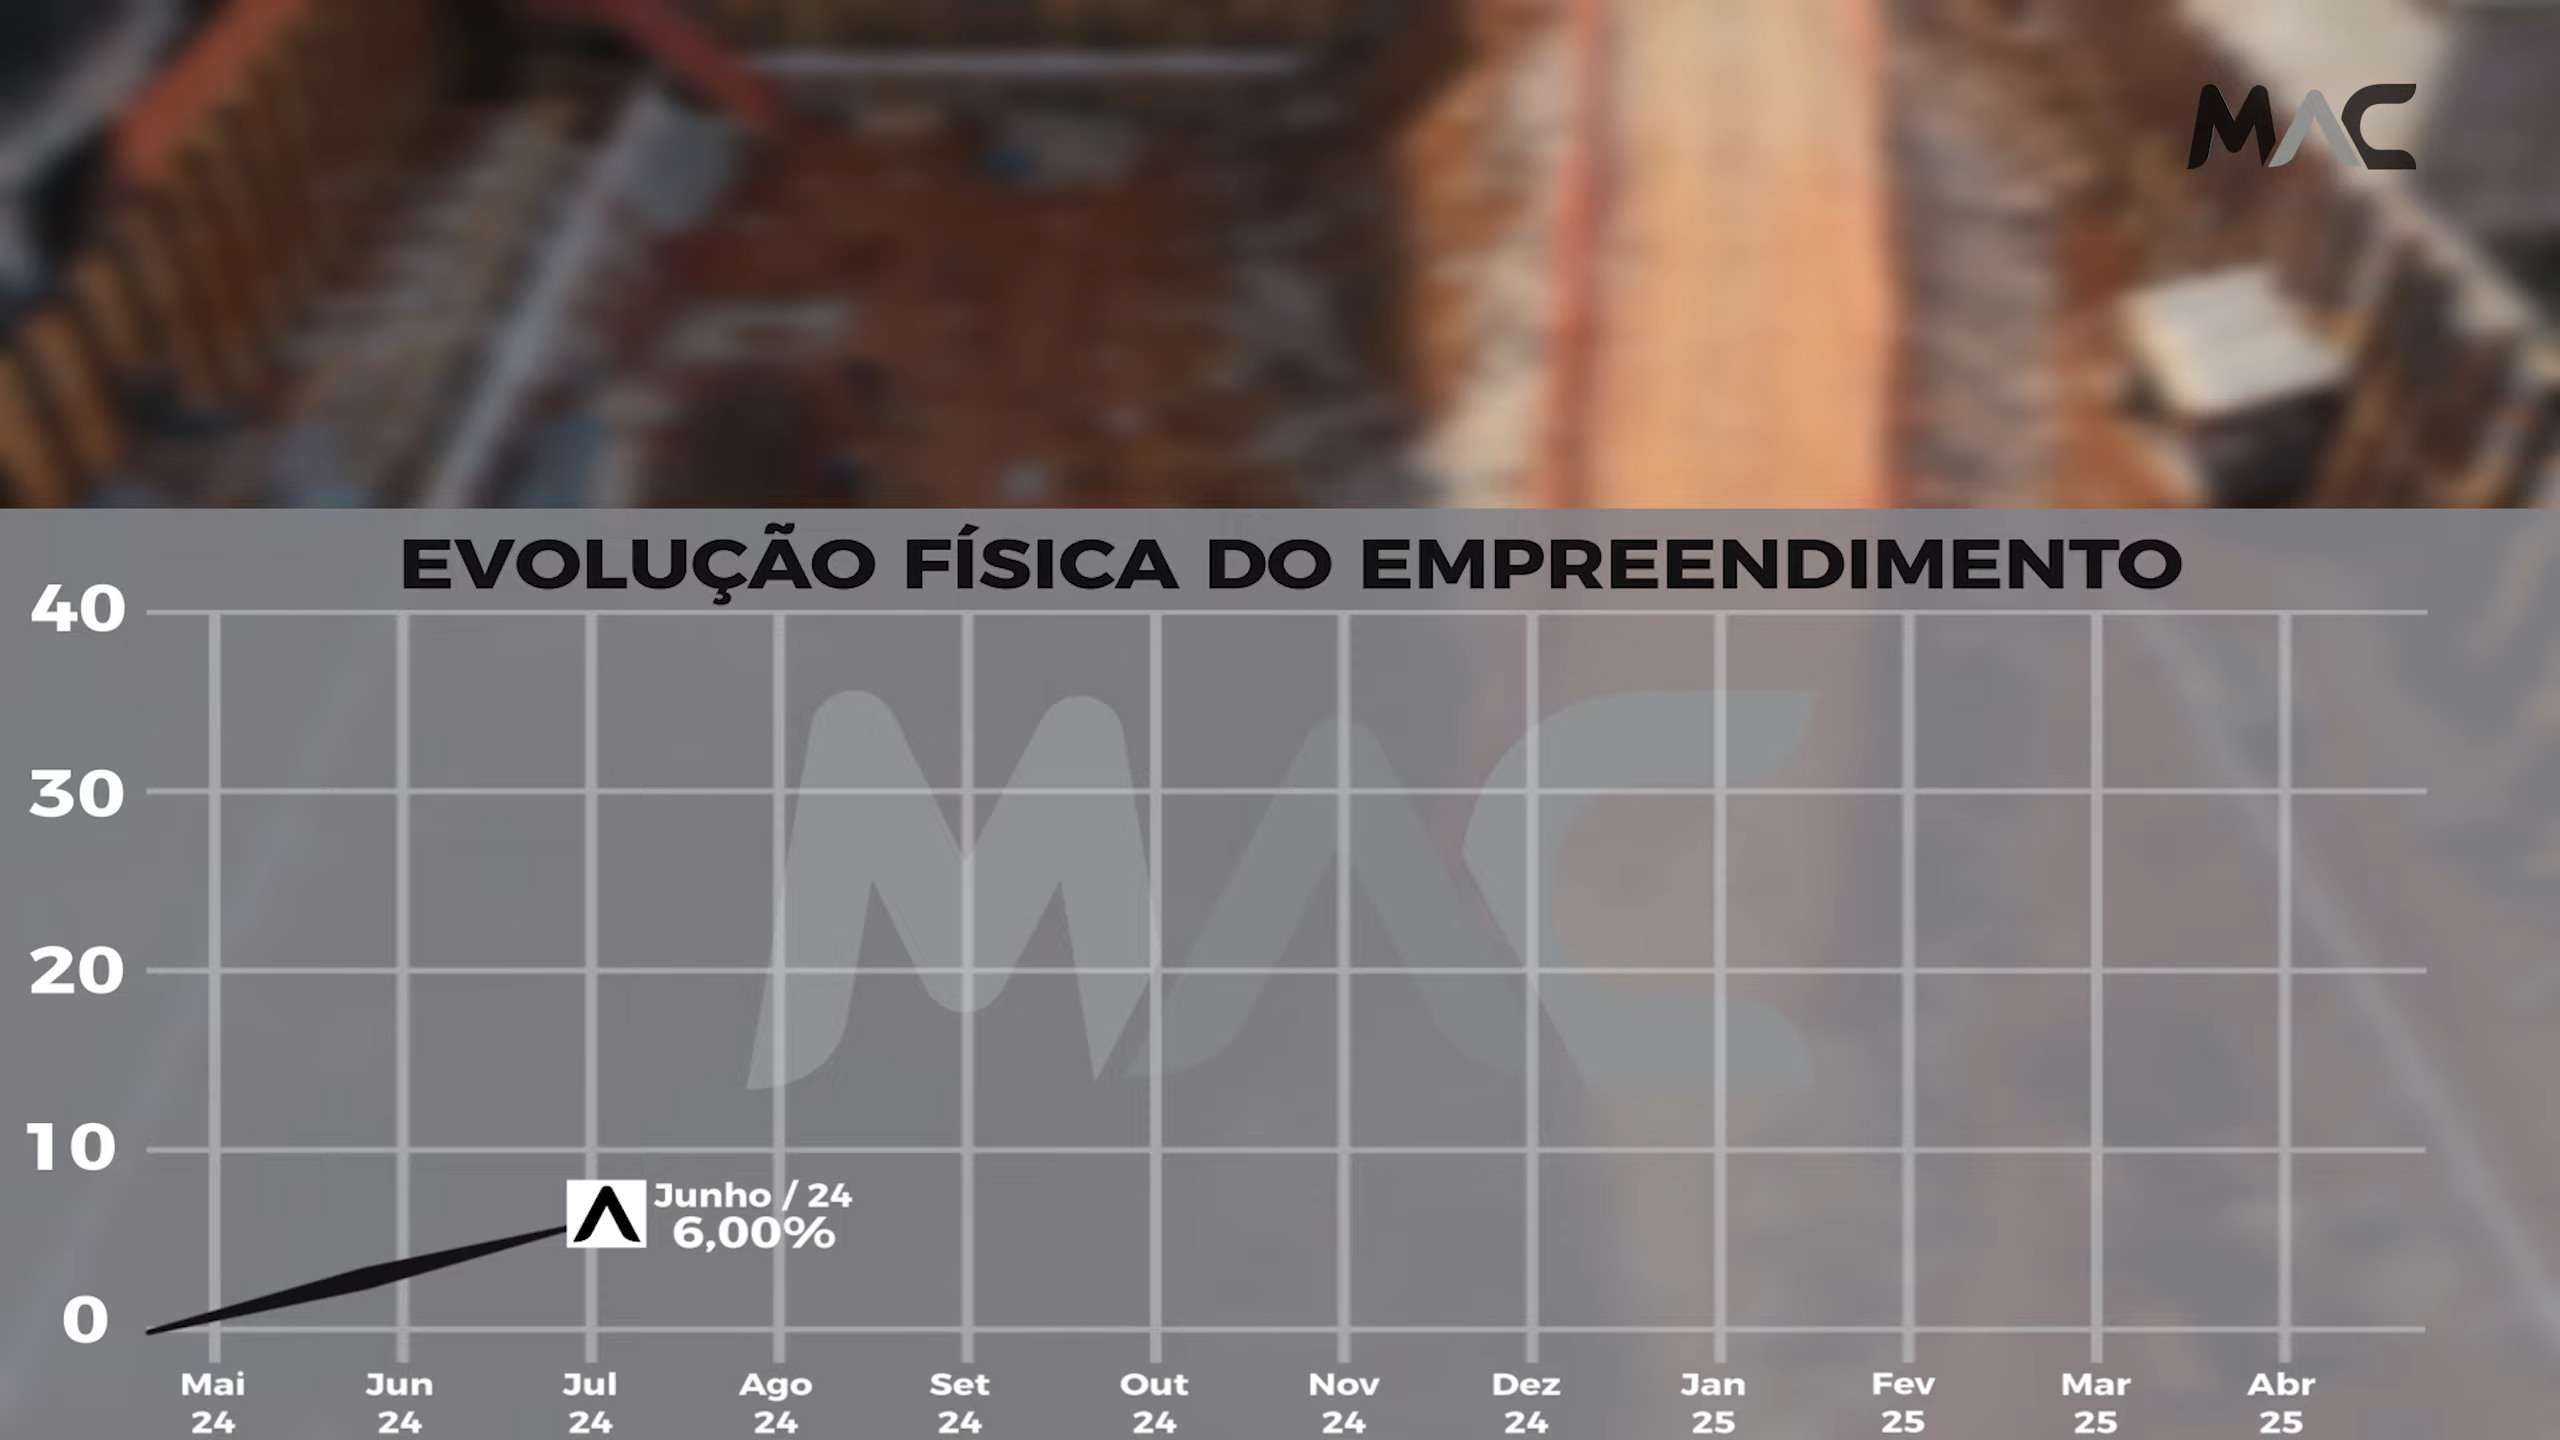 MAC
EVOLUÇÃO FÍSICA DO EMPREENDIMENTO
40
30
MAC
20
10
Junho / 24
6,00%
0
Mai Jun Jul Ago Set Out Nov Dez Jan Fev Mar Abr
24 24 24 24 24 24 24 24 25 25 25 25